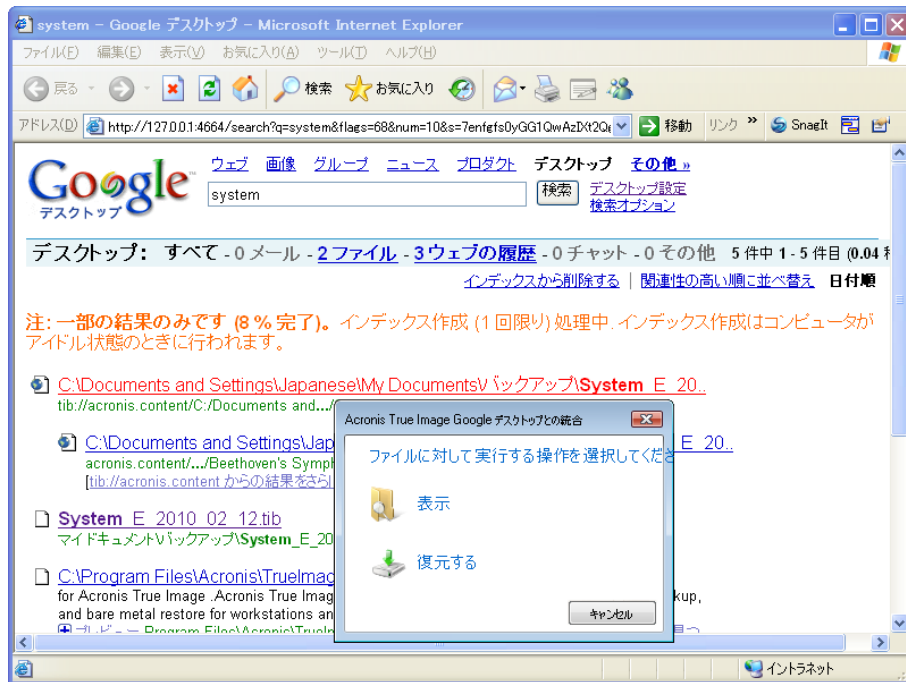 system - Google デスクトップ - Microsoft Internet Explorer
ファイル(F) 編集(E) 表示(V) お気に入り(A) ツール(T) ヘルプ(H)
戻る 検索 お気に入り
アドレス(D) http://127.0.0.1:4664/search?q=system&flags=68&num=10&s=7enfgfs0yGG1QwAzDXt2Qg 移動 リンク » SnagIt
ウェブ 画像 グループ ニュース プロダクト デスクトップ その他 »
Google
デスクトップ
system 検索 デスクトップ設定
検索オプション
デスクトップ: すべて - 0 メール - 2 ファイル - 3 ウェブの履歴 - 0 チャット - 0 その他 5 件中 1 - 5 件目 (0.04
インデックスから削除する | 関連性の高い順に並べ替え 日付順
注: 一部の結果のみです (8 % 完了)。インデックス作成 (1 回限り) 処理中. インデックス作成はコンピュータが
アイドル状態のときに行われます。
C:\Documents and Settings\Japanese\My Documents\バックアップ\System_E_20..
tib://acronis.content/C:/Documents and.../
C:\Documents and Settings\Jap E_20..
acronis.content/.../Beethoven's Symph
[tib://acronis.content からの結果をさらに
System_E_2010_02_12.tib
マイ ドキュメント\バックアップ\System_E_20
C:\Program Files\Acronis\TrueImag
for Acronis True Image .Acronis True Imag kup,
and bare metal restore for workstations an
プレビュー Program Files\Acronis\TrueIm
Acronis True Image Google デスクトップとの統合
ファイルに対して実行する操作を選択してくださ
表示
復元する
キャンセル
イントラネット